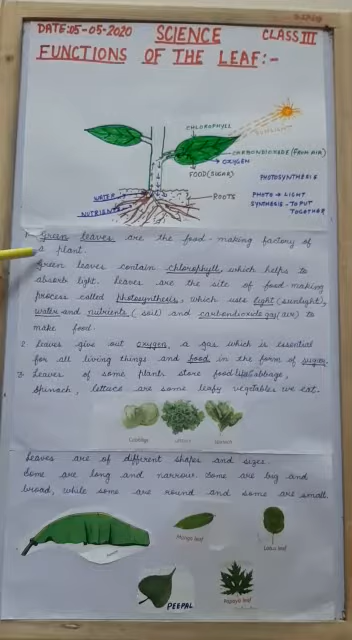 DATE:05-05-2020 SCIENCE CLASS III
FUNCTIONS OF THE LEAF:-
CHLOROPHYLL
SUNLIGHT
CARBONDIOXIDE (FROM AIR)
OXYGEN
FOOD (SUGAR)
PHOTOSYNTHESIS
WATER
ROOTS
PHOTO → LIGHT
NUTRIENTS
SYNTHESIS - TO PUT
TOGETHER
Green leaves are the food-making factory of
a plant.
Green leaves contain chlorophyll which helps to
absorb light. Leaves are the site of food-making
process called photosynthesis, which uses light (sunlight),
water and nutrients (soil) and carbondioxide gas (air) to
make food.
2. Leaves give out oxygen, a gas which is essential
for all living things and food in the form of sugar.
3. Leaves of some plants store food like cabbage,
spinach, lettuce are some leafy vegetables we eat.
Cabbage Lettuce Spinach
Leaves are of different shapes and sizes.
Some are long and narrow. Some are big and
broad, while some are round and some are small.
Mango leaf
Lotus leaf
PEEPAL
Papaya leaf